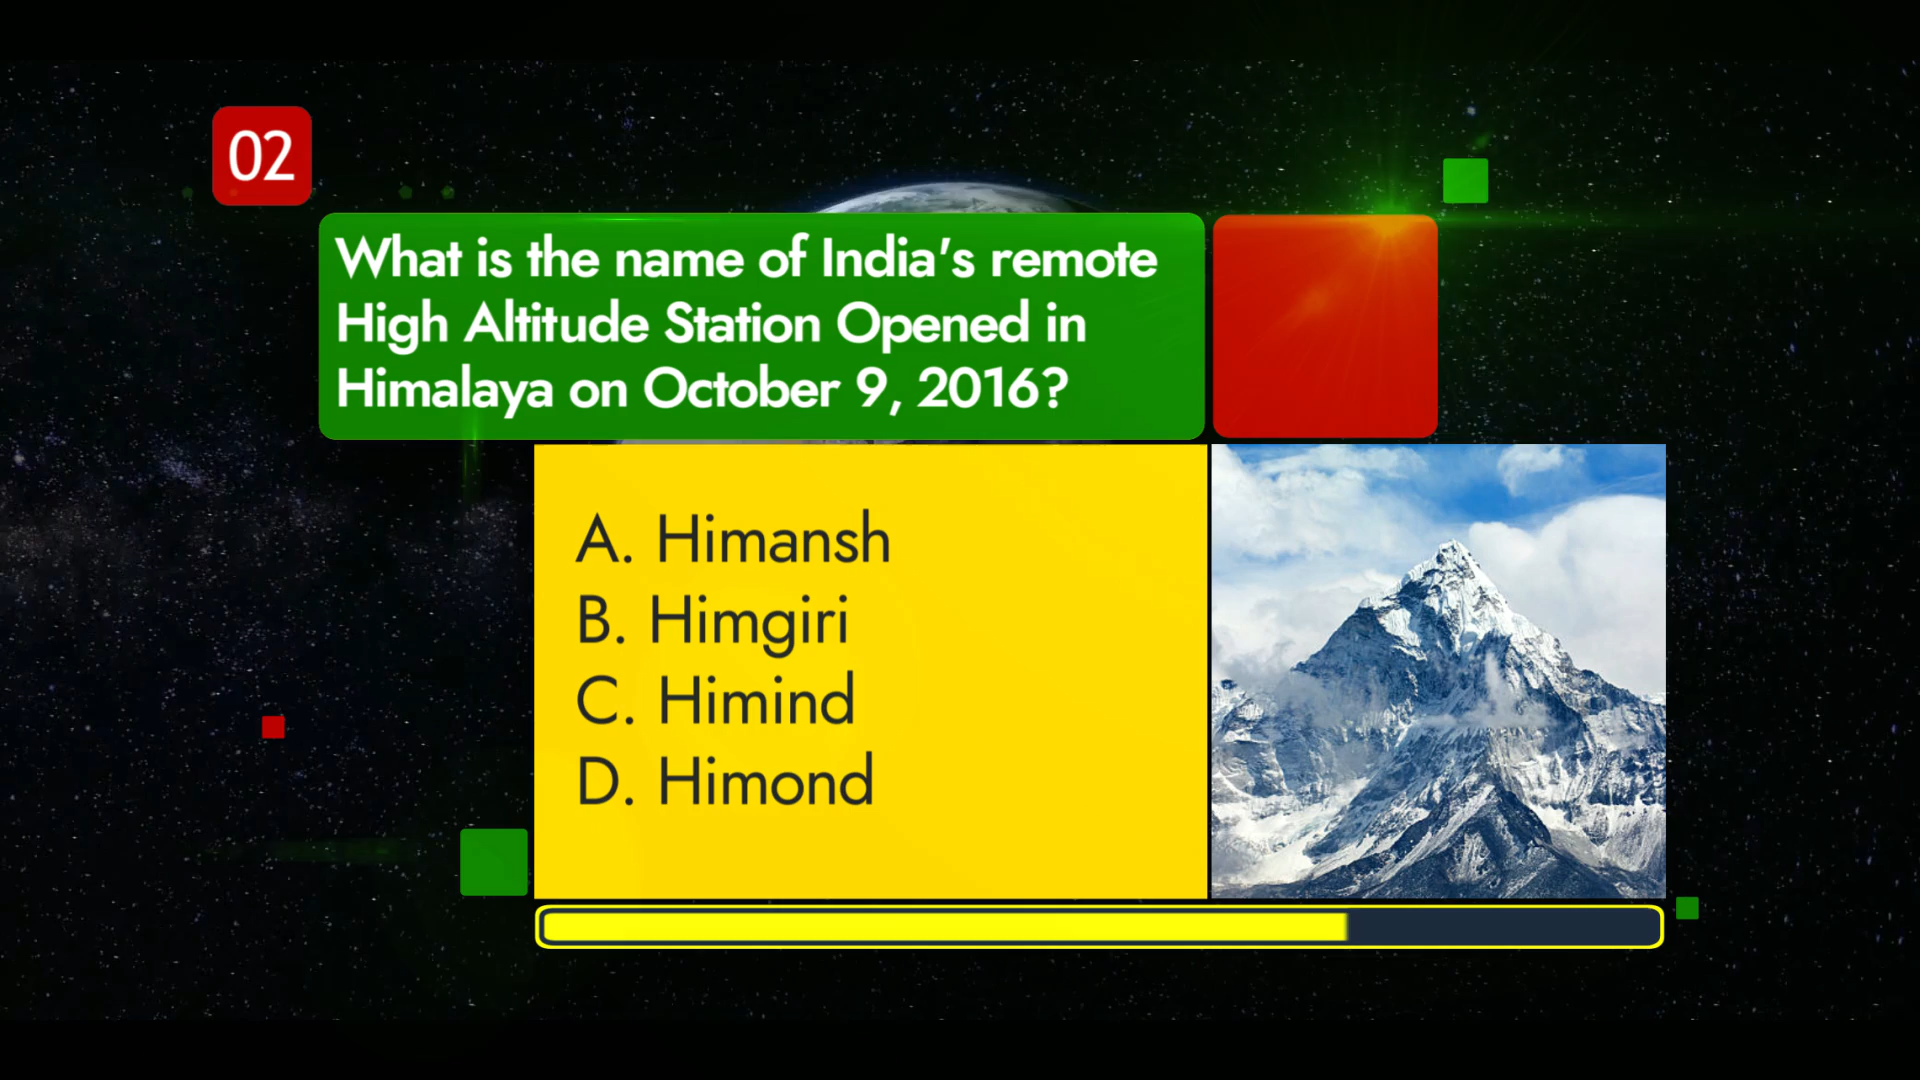 02
What is the name of India's remote
High Altitude Station Opened in
Himalaya on October 9, 2016?
A. Himansh
B. Himgiri
C. Himind
D. Himond